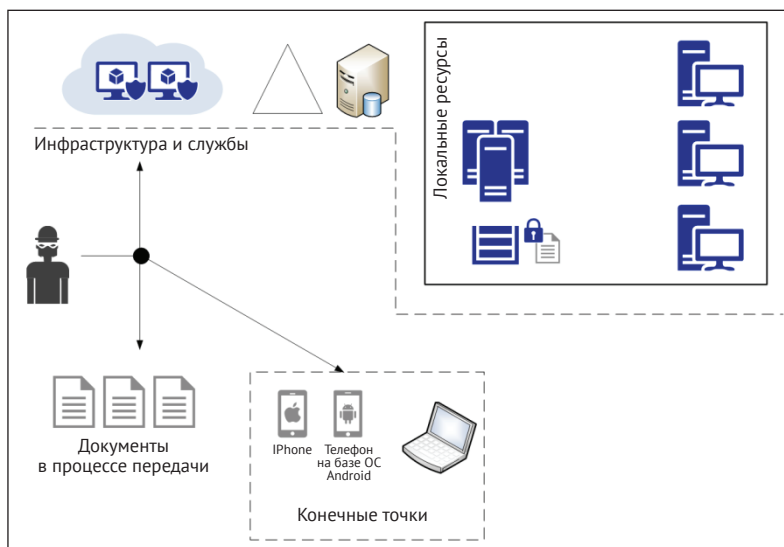 Локальные ресурсы
Инфраструктура и службы
Документы
в процессе передачи
IPhone
Телефон
на базе ОС
Android
Конечные точки